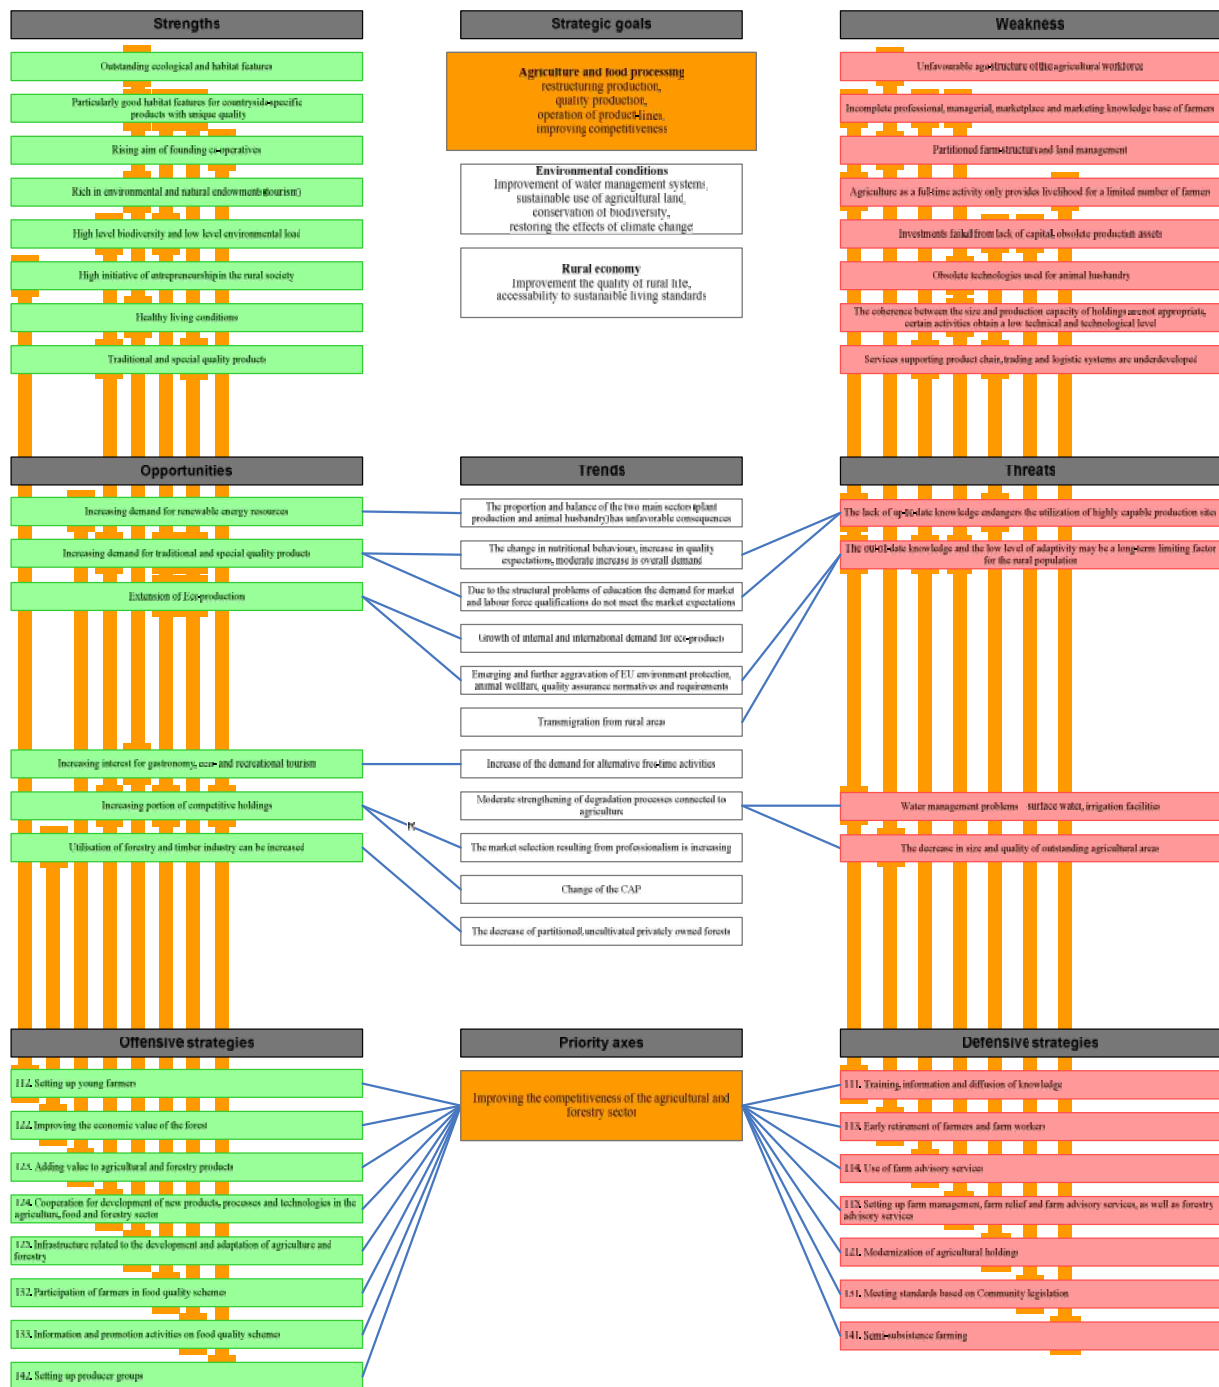 Strengths
Strategic goals
Weakness
Outstanding ecological and habitat features
Particularly good habitat features for countryside-specific
products with unique quality
Rising aim of founding co-operatives
Rich in environmental and natural endowments (tourism)
High level biodiversity and low level environmental load
High initiative of entrepreneurship in the rural society
Healthy living conditions
Traditional and special quality products
Agriculture and food processing
restructuring production,
quality production,
operation of product-lines,
improving competitiveness
Environmental conditions
Improvement of water management systems,
sustainable use of agricultural land,
conservation of biodiversity,
restoring the effects of climate change
Rural economy
Improvement the quality of rural life,
accessability to sustainable living standards
Unfavourable age-structure of the agricultural workforce
Incomplete professional, managerial, marketplace and marketing knowledge base of farmers
Partitioned farm-structure and land management
Agriculture as a full-time activity only provides livelihood for a limited number of farmers
Investments failed from lack of capital, obsolete production assets
Obsolete technologies used for animal husbandry
The coherence between the size and production capacity of holdings are not appropriate,
certain activities obtain a low technical and technological level
Services supporting product chain, trading and logistic systems are underdeveloped
Opportunities
Trends
Threats
Increasing demand for renewable energy resources
Increasing demand for traditional and special quality products
Extension of Eco-production
Increasing interest for gastronomy, eco- and recreational tourism
Increasing portion of competitive holdings
Utilisation of forestry and timber industry can be increased
The proportion and balance of the two main sectors (plant
production and animal husbandry) has unfavorable consequences
The change in nutritional behaviours, increase in quality
expectations, moderate increase is overall demand
Due to the structural problems of education the demand for market
and labour force qualifications do not meet the market expectations
Growth of internal and international demand for eco-products
Emerging and further aggravation of EU environment protection,
animal wellfare, quality assurance normatives and requirements
Transmigration from rural areas
Increase of the demand for alternative free-time activities
Moderate strengthening of degradation processes connected to
agriculture
The market selection resulting from professionalism is increasing
Change of the CAP
The decrease of partitioned, uncultivated privately owned forests
The lack of up-to-date knowledge endangers the utilization of highly capable production sites
The out-of-date knowledge and the low level of adaptivity may be a long-term limiting factor
for the rural population
Water management problems surface water, irrigation facilities
The decrease in size and quality of outstanding agricultural areas
Offensive strategies
Priority axes
Defensive strategies
112. Setting up young farmers
122. Improving the economic value of the forest
123. Adding value to agricultural and forestry products
124. Cooperation for development of new products, processes and technologies in the
agriculture, food and forestry sector
125. Infrastructure related to the development and adaptation of agriculture and
forestry
132. Participation of farmers in food quality schemes
133. Information and promotion activities on food quality schemes
142. Setting up producer groups
Improving the competitiveness of the agricultural and
forestry sector
111. Training, information and diffusion of knowledge
113. Early retirement of farmers and farm workers
114. Use of farm advisory services
115. Setting up farm management, farm relief and farm advisory services, as well as forestry
advisory services
121. Modernization of agricultural holdings
131. Meeting standards based on Community legislation
141. Semi-subsistence farming